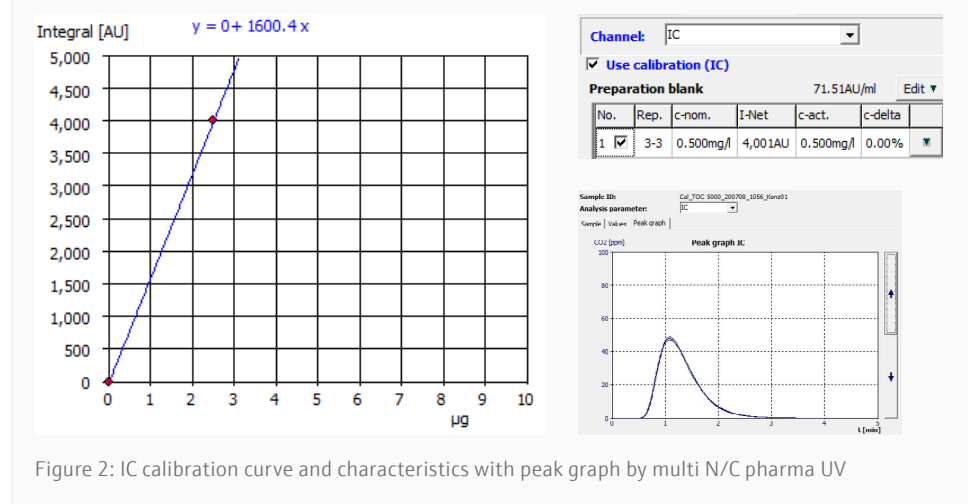 Integral [AU]
y = 0+ 1600.4 x
5,000
4,500
4,000
3,500
3,000
2,500
2,000
1,500
1,000
500
0
0 1 2 3 4 5 6 7 8 9 10
µg
Channel: IC
Use calibration (IC)
Preparation blank 71.51AU/ml Edit
No. Rep. c-nom. I-Net c-act. c-delta
1 3-3 0.500mg/l 4,001AU 0.500mg/l 0.00%
Sample ID: Cal_TOC 5000_200708_1056_Konz01
Analysis parameter: IC
Sample Values Peak graph
CO2 [ppm] Peak graph IC
100
80
60
40
20
0
0 1 2 3 4 5
t [min]
Figure 2: IC calibration curve and characteristics with peak graph by multi N/C pharma UV